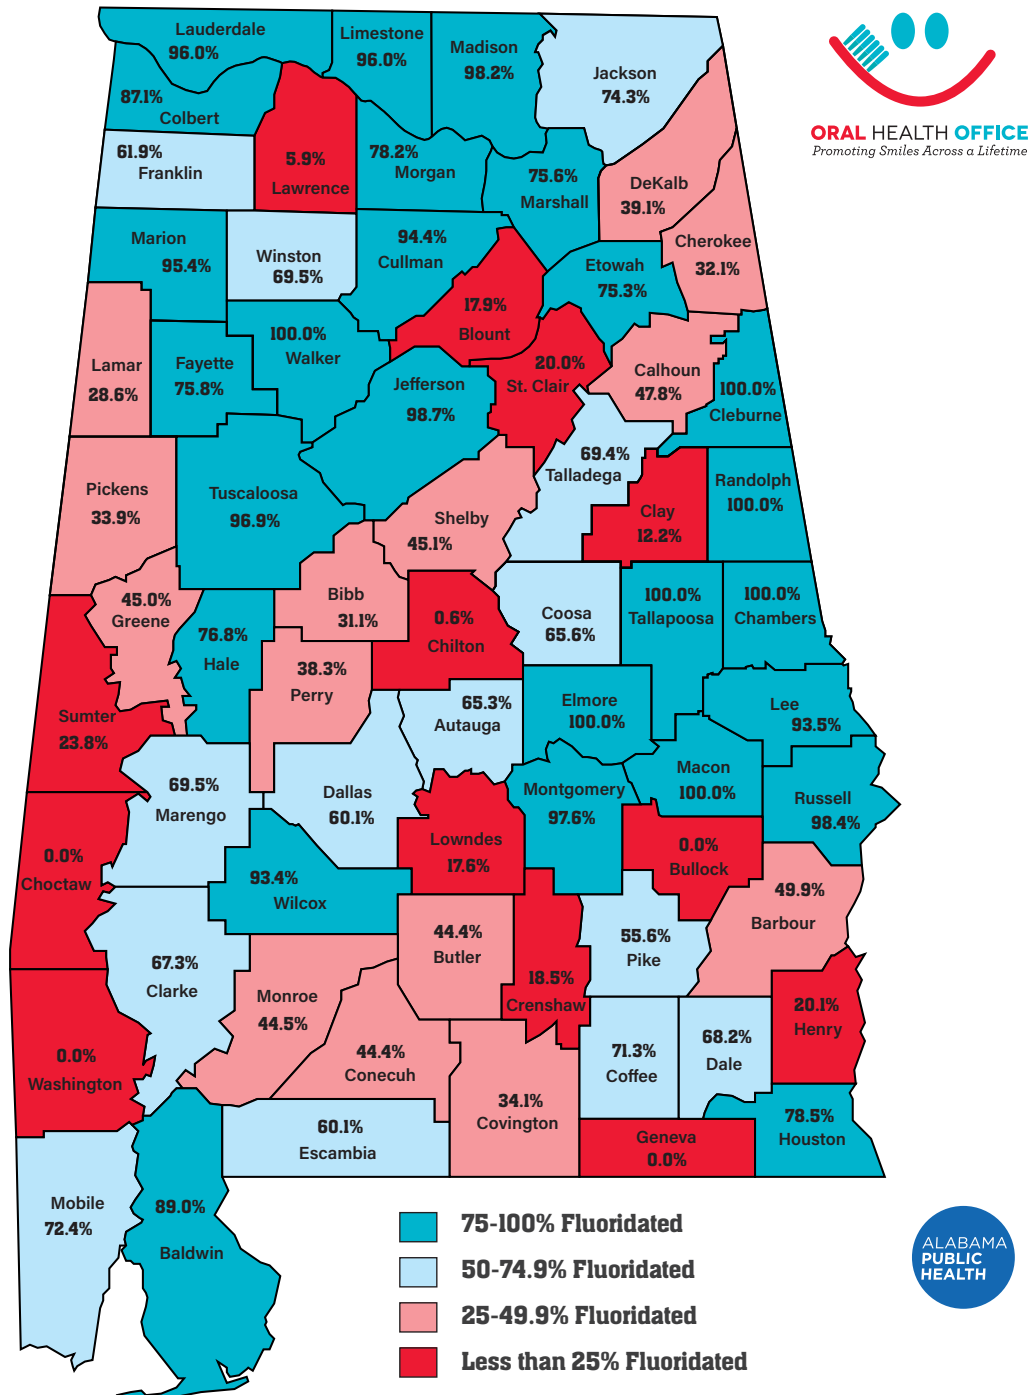 Lauderdale
96.0%
Limestone
96.0%
Madison
98.2%
Jackson
74.3%
ORAL HEALTH OFFICE
Promoting Smiles Across a Lifetime
87.1%
Colbert
61.9%
Franklin
5.9%
Lawrence
78.2%
Morgan
75.6%
Marshall
DeKalb
39.1%
Cherokee
32.1%
Marion
95.4%
Winston
69.5%
94.4%
Cullman
17.9%
Blount
Etowah
75.3%
Lamar
28.6%
Fayette
75.8%
100.0%
Walker
Jefferson
98.7%
20.0%
St. Clair
Calhoun
47.8%
100.0%
Cleburne
Pickens
33.9%
Tuscaloosa
96.9%
Shelby
45.1%
69.4%
Talladega
Clay
12.2%
Randolph
100.0%
45.0%
Greene
76.8%
Hale
Bibb
31.1%
0.6%
Chilton
Coosa
65.6%
100.0%
Tallapoosa
100.0%
Chambers
Sumter
23.8%
38.3%
Perry
65.3%
Autauga
Elmore
100.0%
Lee
93.5%
69.5%
Marengo
Dallas
60.1%
Lowndes
17.6%
Montgomery
97.6%
Macon
100.0%
Russell
98.4%
0.0%
Choctaw
93.4%
Wilcox
0.0%
Bullock
49.9%
Barbour
67.3%
Clarke
Monroe
44.5%
44.4%
Butler
18.5%
Crenshaw
55.6%
Pike
20.1%
Henry
0.0%
Washington
44.4%
Conecuh
34.1%
Covington
71.3%
Coffee
68.2%
Dale
78.5%
Houston
60.1%
Escambia
Geneva
0.0%
Mobile
72.4%
89.0%
Baldwin
75-100% Fluoridated
50-74.9% Fluoridated
25-49.9% Fluoridated
Less than 25% Fluoridated
ALABAMA
PUBLIC
HEALTH